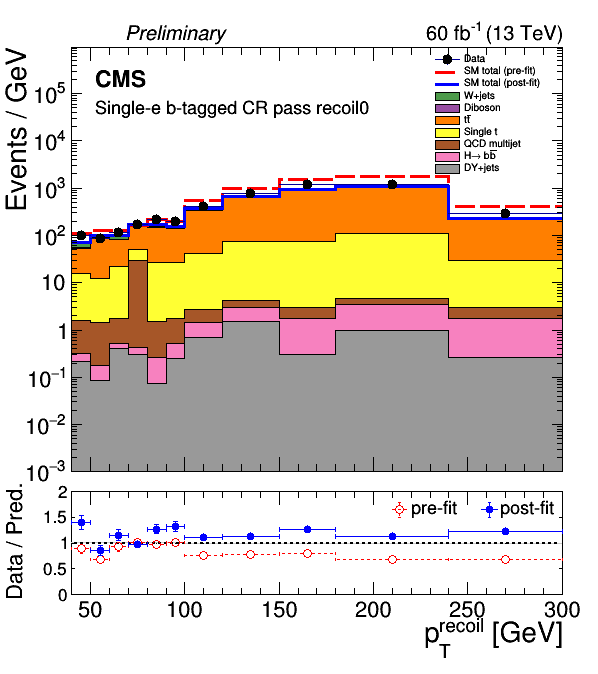 Preliminary 60 fb⁻¹ (13 TeV)
CMS
Single-e b-tagged CR pass recoil0
Data
SM total (pre-fit)
SM total (post-fit)
W+jets
Diboson
tt̅
Single t
QCD multijet
H→ bb̅
DY+jets
Events / GeV
10⁵
10⁴
10³
10²
10
1
10⁻¹
10⁻²
10⁻³
pre-fit post-fit
Data / Pred.
2
1.5
1
0.5
0
50 100 150 200 250 300
p_T^recoil [GeV]